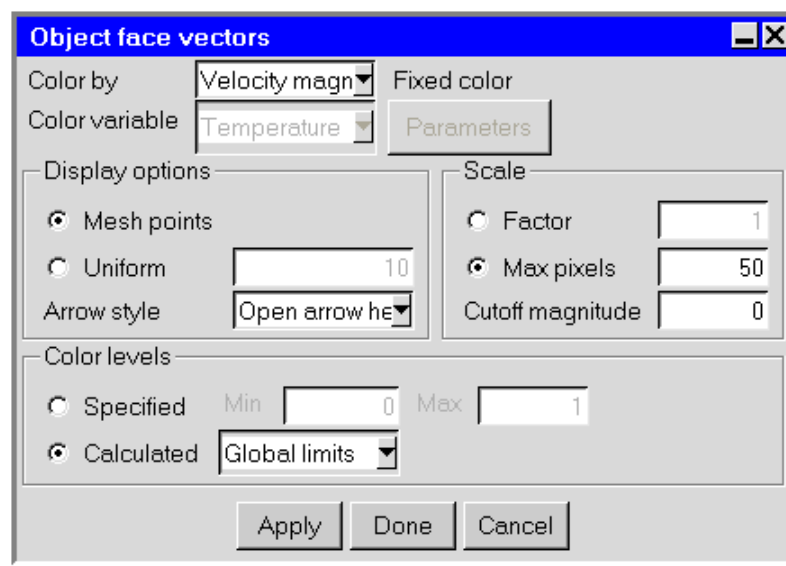 Object face vectors
Color by Velocity magn Fixed color
Color variable Temperature Parameters
Display options
Mesh points
Uniform 10
Arrow style Open arrow he
Scale
Factor 1
Max pixels 50
Cutoff magnitude 0
Color levels
Specified Min 0 Max 1
Calculated Global limits
Apply Done Cancel